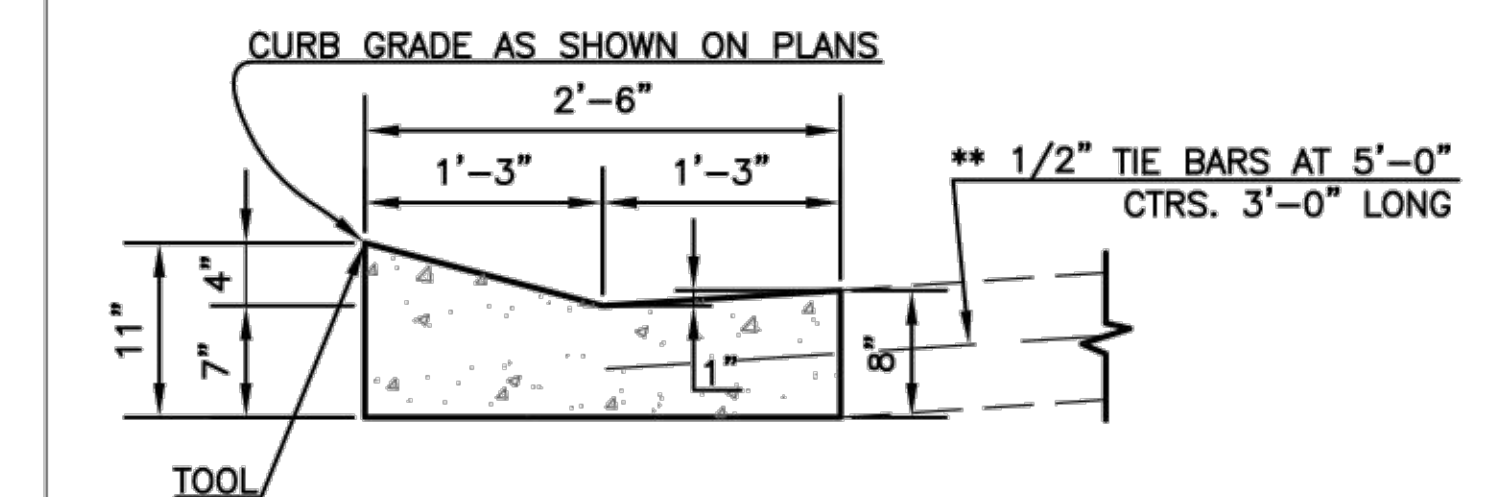 CURB GRADE AS SHOWN ON PLANS
2'-6"
1'-3"
1'-3"
** 1/2" TIE BARS AT 5'-0"
CTRS. 3'-0" LONG
4"
11"
7"
1"
8"
TOOL